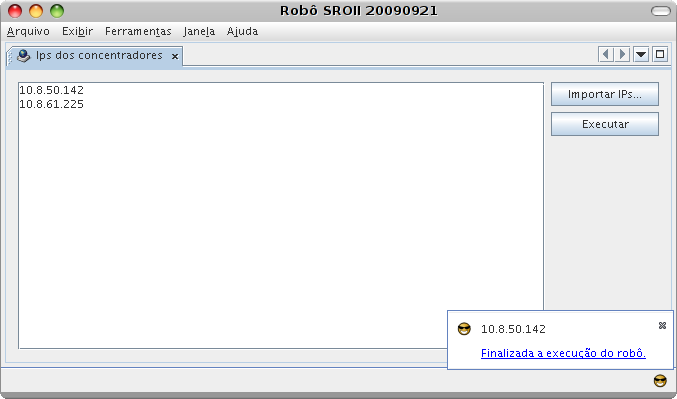 Robô SROII 20090921
Arquivo Exibir Ferramentas Janela Ajuda
Ips dos concentradores
10.8.50.142
10.8.61.225
Importar IPs...
Executar
10.8.50.142
Finalizada a execução do robô.